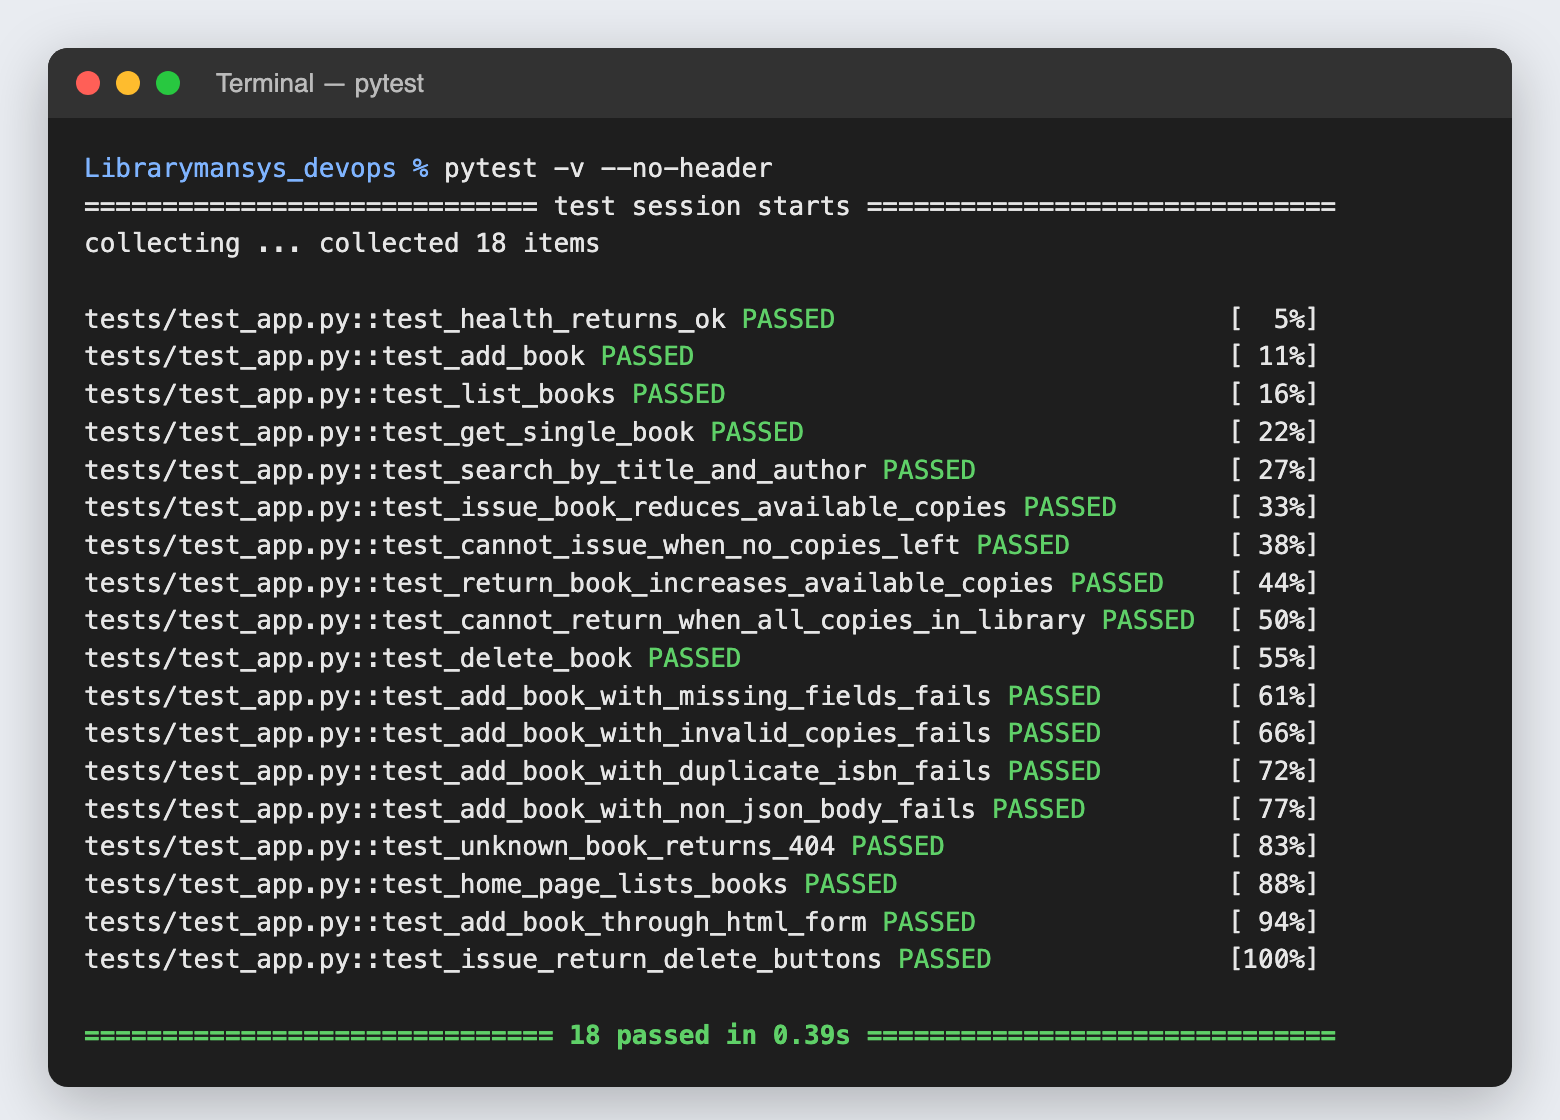 Terminal — pytest
Librarymansys_devops % pytest -v --no-header
============================= test session starts ==============================
collecting ... collected 18 items
tests/test_app.py::test_health_returns_ok PASSED                         [  5%]
tests/test_app.py::test_add_book PASSED                                  [ 11%]
tests/test_app.py::test_list_books PASSED                                [ 16%]
tests/test_app.py::test_get_single_book PASSED                           [ 22%]
tests/test_app.py::test_search_by_title_and_author PASSED                [ 27%]
tests/test_app.py::test_issue_book_reduces_available_copies PASSED       [ 33%]
tests/test_app.py::test_cannot_issue_when_no_copies_left PASSED          [ 38%]
tests/test_app.py::test_return_book_increases_available_copies PASSED    [ 44%]
tests/test_app.py::test_cannot_return_when_all_copies_in_library PASSED  [ 50%]
tests/test_app.py::test_delete_book PASSED                               [ 55%]
tests/test_app.py::test_add_book_with_missing_fields_fails PASSED        [ 61%]
tests/test_app.py::test_add_book_with_invalid_copies_fails PASSED        [ 66%]
tests/test_app.py::test_add_book_with_duplicate_isbn_fails PASSED        [ 72%]
tests/test_app.py::test_add_book_with_non_json_body_fails PASSED         [ 77%]
tests/test_app.py::test_unknown_book_returns_404 PASSED                  [ 83%]
tests/test_app.py::test_home_page_lists_books PASSED                     [ 88%]
tests/test_app.py::test_add_book_through_html_form PASSED                [ 94%]
tests/test_app.py::test_issue_return_delete_buttons PASSED               [100%]
============================== 18 passed in 0.39s ==============================